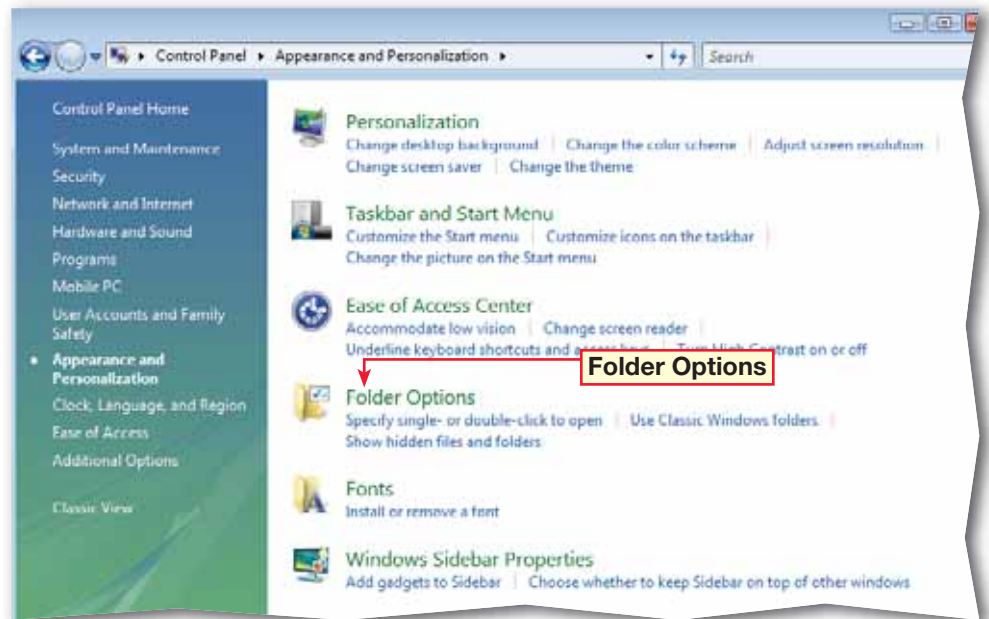 Control Panel ▸ Appearance and Personalization ▸
Search
Control Panel Home
System and Maintenance
Security
Network and Internet
Hardware and Sound
Programs
Mobile PC
User Accounts and Family
Safety
Appearance and
Personalization
Clock, Language, and Region
Ease of Access
Additional Options
Classic View
Personalization
Change desktop background | Change the color scheme | Adjust screen resolution
Change screen saver | Change the theme
Taskbar and Start Menu
Customize the Start menu | Customize icons on the taskbar
Change the picture on the Start menu
Ease of Access Center
Accommodate low vision | Change screen reader
Underline keyboard shortcuts and | Turn High Contrast on or off
Folder Options
Folder Options
Specify single- or double-click to open | Use Classic Windows folders
Show hidden files and folders
Fonts
Install or remove a font
Windows Sidebar Properties
Add gadgets to Sidebar | Choose whether to keep Sidebar on top of other windows